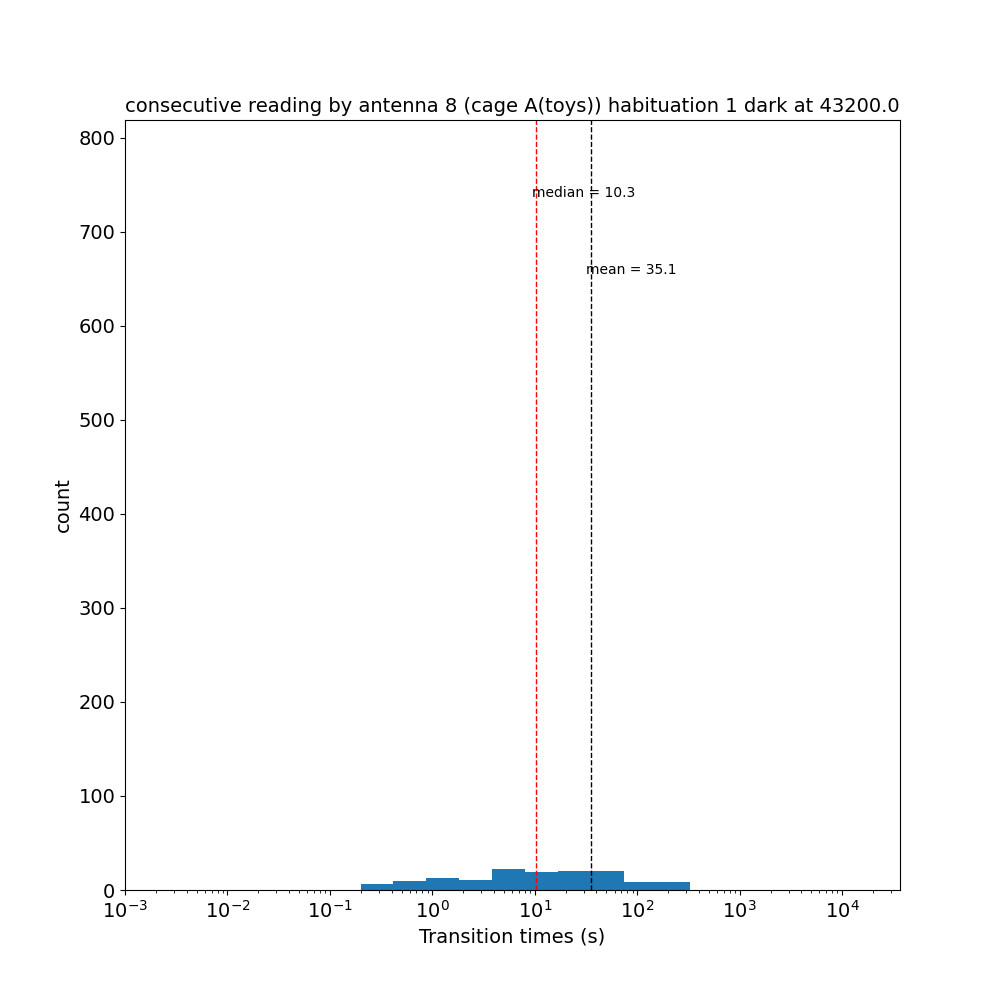 consecutive reading by antenna 8 (cage A(toys)) habituation 1 dark at 43200.0
800
median = 10.3
700
mean = 35.1
600
500
400
300
200
100
0
count
10⁻³ 10⁻² 10⁻¹ 10⁰ 10¹ 10² 10³ 10⁴
Transition times (s)